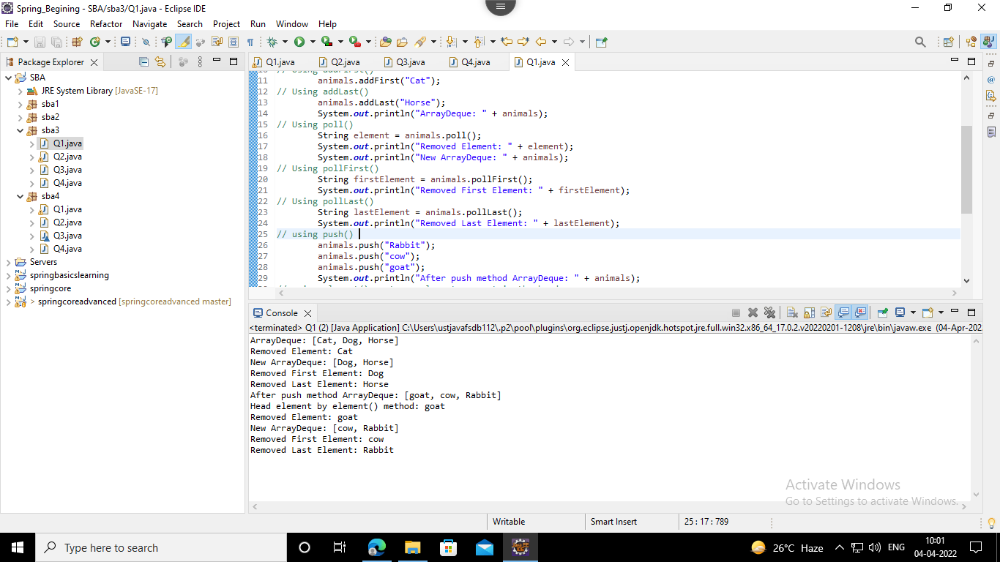 Spring_Begining - SBA/sba3/Q1.java - Eclipse IDE
File Edit Source Refactor Navigate Search Project Run Window Help
Package Explorer
SBA
JRE System Library [JavaSE-17]
sba1
sba2
sba3
Q1.java
Q2.java
Q3.java
Q4.java
sba4
Q1.java
Q2.java
Q3.java
Q4.java
Servers
springbasicslearning
springcore
> springcoreadvanced [springcoreadvanced master]
Q1.java Q2.java Q3.java Q4.java Q1.java
10 // Using addFirst()
11 animals.addFirst("Cat");
12 // Using addLast()
13 animals.addLast("Horse");
14 System.out.println("ArrayDeque: " + animals);
15 // Using poll()
16 String element = animals.poll();
17 System.out.println("Removed Element: " + element);
18 System.out.println("New ArrayDeque: " + animals);
19 // Using pollFirst()
20 String firstElement = animals.pollFirst();
21 System.out.println("Removed First Element: " + firstElement);
22 // Using pollLast()
23 String lastElement = animals.pollLast();
24 System.out.println("Removed Last Element: " + lastElement);
25 // using push()
26 animals.push("Rabbit");
27 animals.push("cow");
28 animals.push("goat");
29 System.out.println("After push method ArrayDeque: " + animals);
Console
<terminated> Q1 (2) [Java Application] C:\Users\ustjavafsdb112\.p2\pool\plugins\org.eclipse.justj.openjdk.hotspot.jre.full.win32.x86_64_17.0.2.v20220201-1208\jre\bin\javaw.exe (04-Apr-202
ArrayDeque: [Cat, Dog, Horse]
Removed Element: Cat
New ArrayDeque: [Dog, Horse]
Removed First Element: Dog
Removed Last Element: Horse
After push method ArrayDeque: [goat, cow, Rabbit]
Head element by element() method: goat
Removed Element: goat
New ArrayDeque: [cow, Rabbit]
Removed First Element: cow
Removed Last Element: Rabbit
Activate Windows
Go to Settings to activate Windows.
Writable Smart Insert 25 : 17 : 789
Type here to search
26°C Haze ENG
10:01
04-04-2022